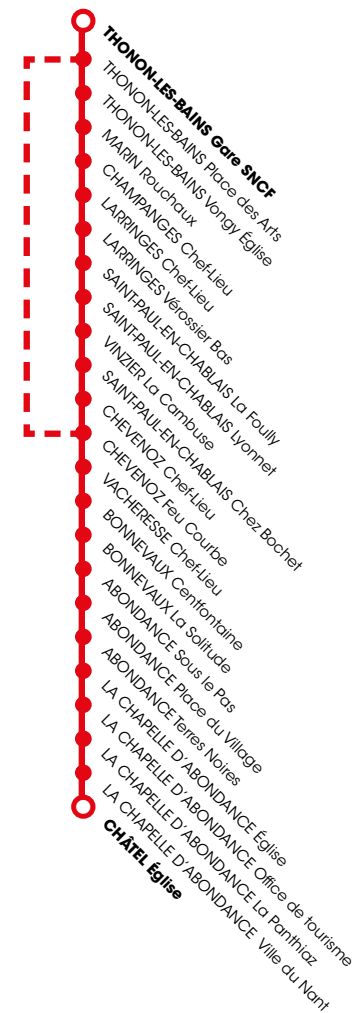 THONON-LES-BAINS Gare SNCF
THONON-LES-BAINS Place des Arts
THONON-LES-BAINS Vongy Église
MARIN Rouchaux
CHAMPANGES Chef-Lieu
LARRINGES Chef-Lieu
LARRINGES Vérossier Bas
SAINT-PAUL-EN-CHABLAIS La Foully
SAINT-PAUL-EN-CHABLAIS Lyonnet
VINZIER La Cambuse
SAINT-PAUL-EN-CHABLAIS Chez Bochet
CHEVENOZ Chef-Lieu
CHEVENOZ Feu Courbe
VACHERESSE Chef-Lieu
BONNEVAUX Centfontaine
BONNEVAUX La Solitude
ABONDANCE Sous le Pas
ABONDANCE Place du Village
ABONDANCE Terres Noires
LA CHAPELLE D'ABONDANCE Église
LA CHAPELLE D'ABONDANCE Office de tourisme
LA CHAPELLE D'ABONDANCE La Panthiaz
LA CHAPELLE D'ABONDANCE Ville du Nant
CHÂTEL Église